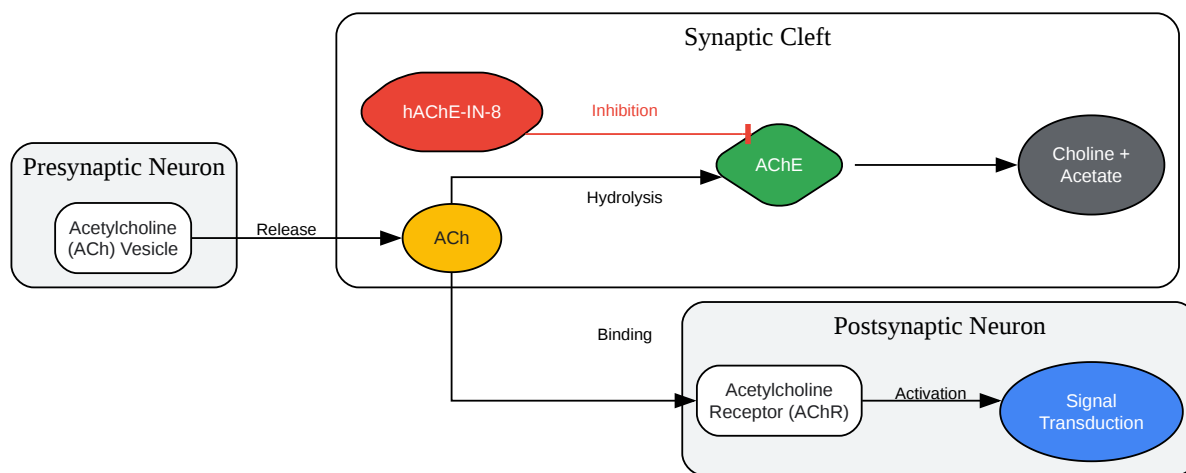 Synaptic Cleft
hAChE-IN-8
Inhibition
AChE
Choline +
Acetate
Hydrolysis
Presynaptic Neuron
Acetylcholine
(ACh) Vesicle
Release
ACh
Binding
Postsynaptic Neuron
Acetylcholine
Receptor (AChR)
Activation
Signal
Transduction